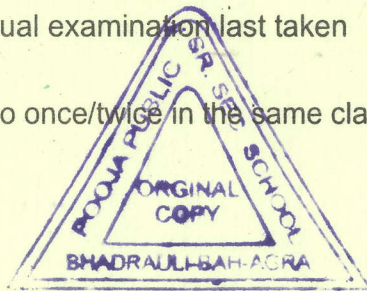 ual examination last taken
o once/twice in the same cla
POOJA PUBLIC SR. SEC SCHOOL
ORGINAL
COPY
BHADRAULI-BAH-AGRA